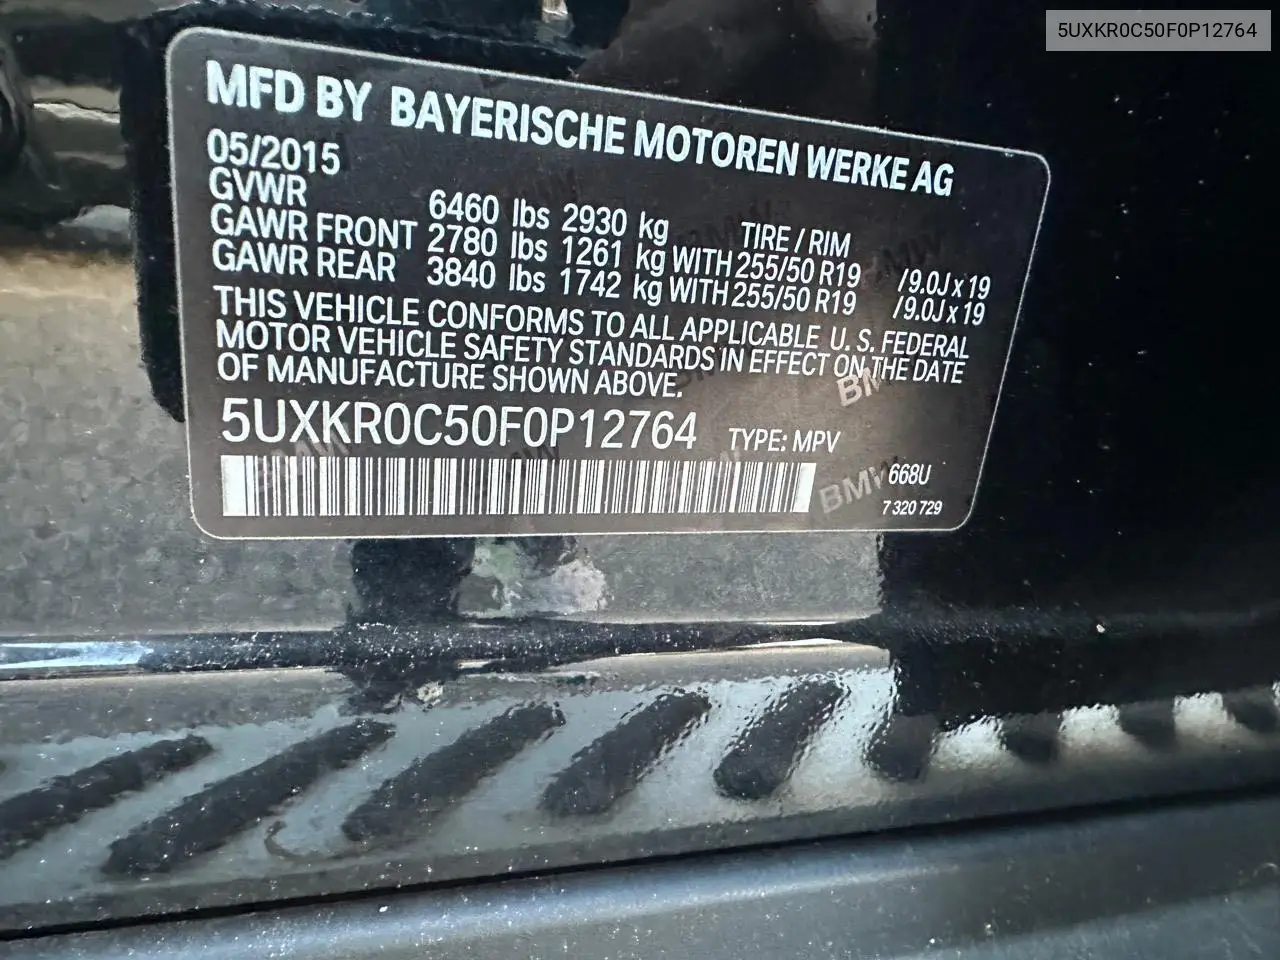 5UXKR0C50F0P12764
MFD BY BAYERISCHE MOTOREN WERKE AG
05/2015
GVWR 6460 lbs 2930 kg TIRE / RIM
GAWR FRONT 2780 lbs 1261 kg WITH 255/50 R19 /9.0J x 19
GAWR REAR 3840 lbs 1742 kg WITH 255/50 R19 /9.0J x 19
THIS VEHICLE CONFORMS TO ALL APPLICABLE U. S. FEDERAL
MOTOR VEHICLE SAFETY STANDARDS IN EFFECT ON THE DATE
OF MANUFACTURE SHOWN ABOVE.
5UXKR0C50F0P12764 TYPE: MPV
BMW 668U
7 320 729